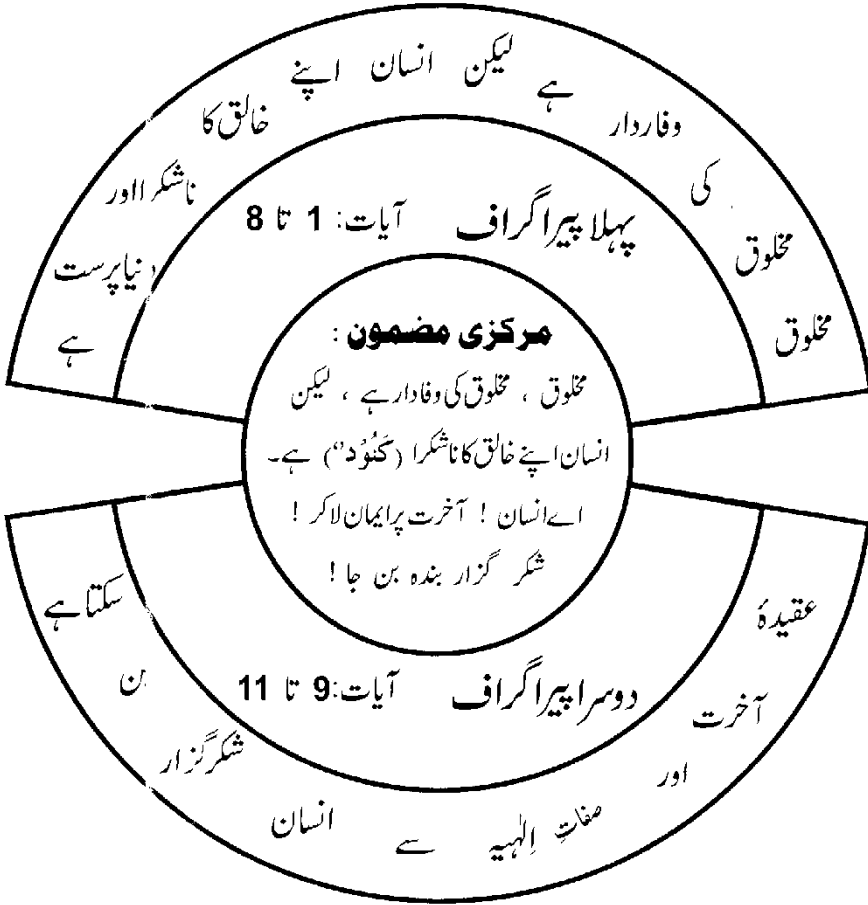 مخلوق مخلوق کی وفاردار ہے لیکن انسان اپنے خالق کا ناشکرا اور دنیا پرست ہے
پہلا پیراگراف آیات: 1 تا 8
مرکزی مضمون :
مخلوق ، مخلوق کی وفادار ہے ، لیکن
انسان اپنے خالق کا ناشکرا (کَنُوْد'') ہے۔
اے انسان ! آخرت پر ایمان لا کر !
شکر گزار بندہ بن جا !
دوسرا پیراگراف آیات:9 تا 11
عقیدۂ آخرت اور صفاتِ اِلٰہیہ سے انسان شکر گزار بن سکتا ہے